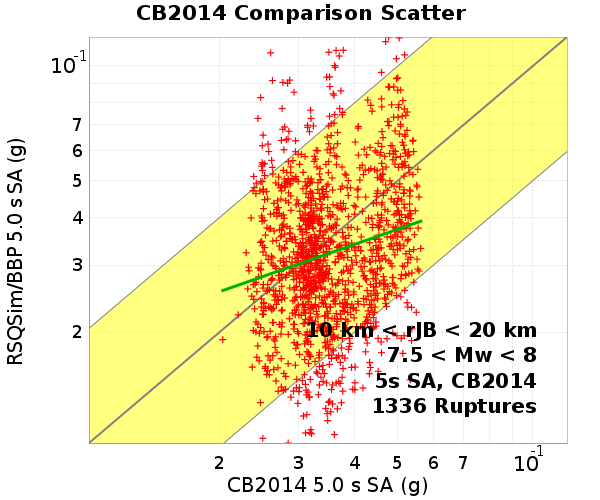 CB2014 Comparison Scatter
RSQSim/BBP 5.0 s SA (g)
10⁻¹
7
6
5
4
3
2
10 km < rJB < 20 km
7.5 < Mw < 8
5s SA, CB2014
1336 Ruptures
2 3 4 5 6 7 10⁻¹
CB2014 5.0 s SA (g)